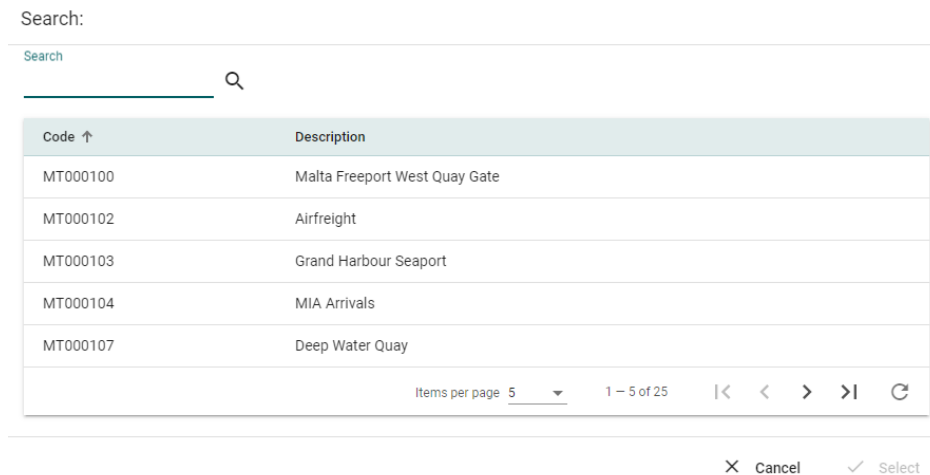 Search:
Search
Code Description
MT000100 Malta Freeport West Quay Gate
MT000102 Airfreight
MT000103 Grand Harbour Seaport
MT000104 MIA Arrivals
MT000107 Deep Water Quay
Items per page 5 1 – 5 of 25
Cancel Select